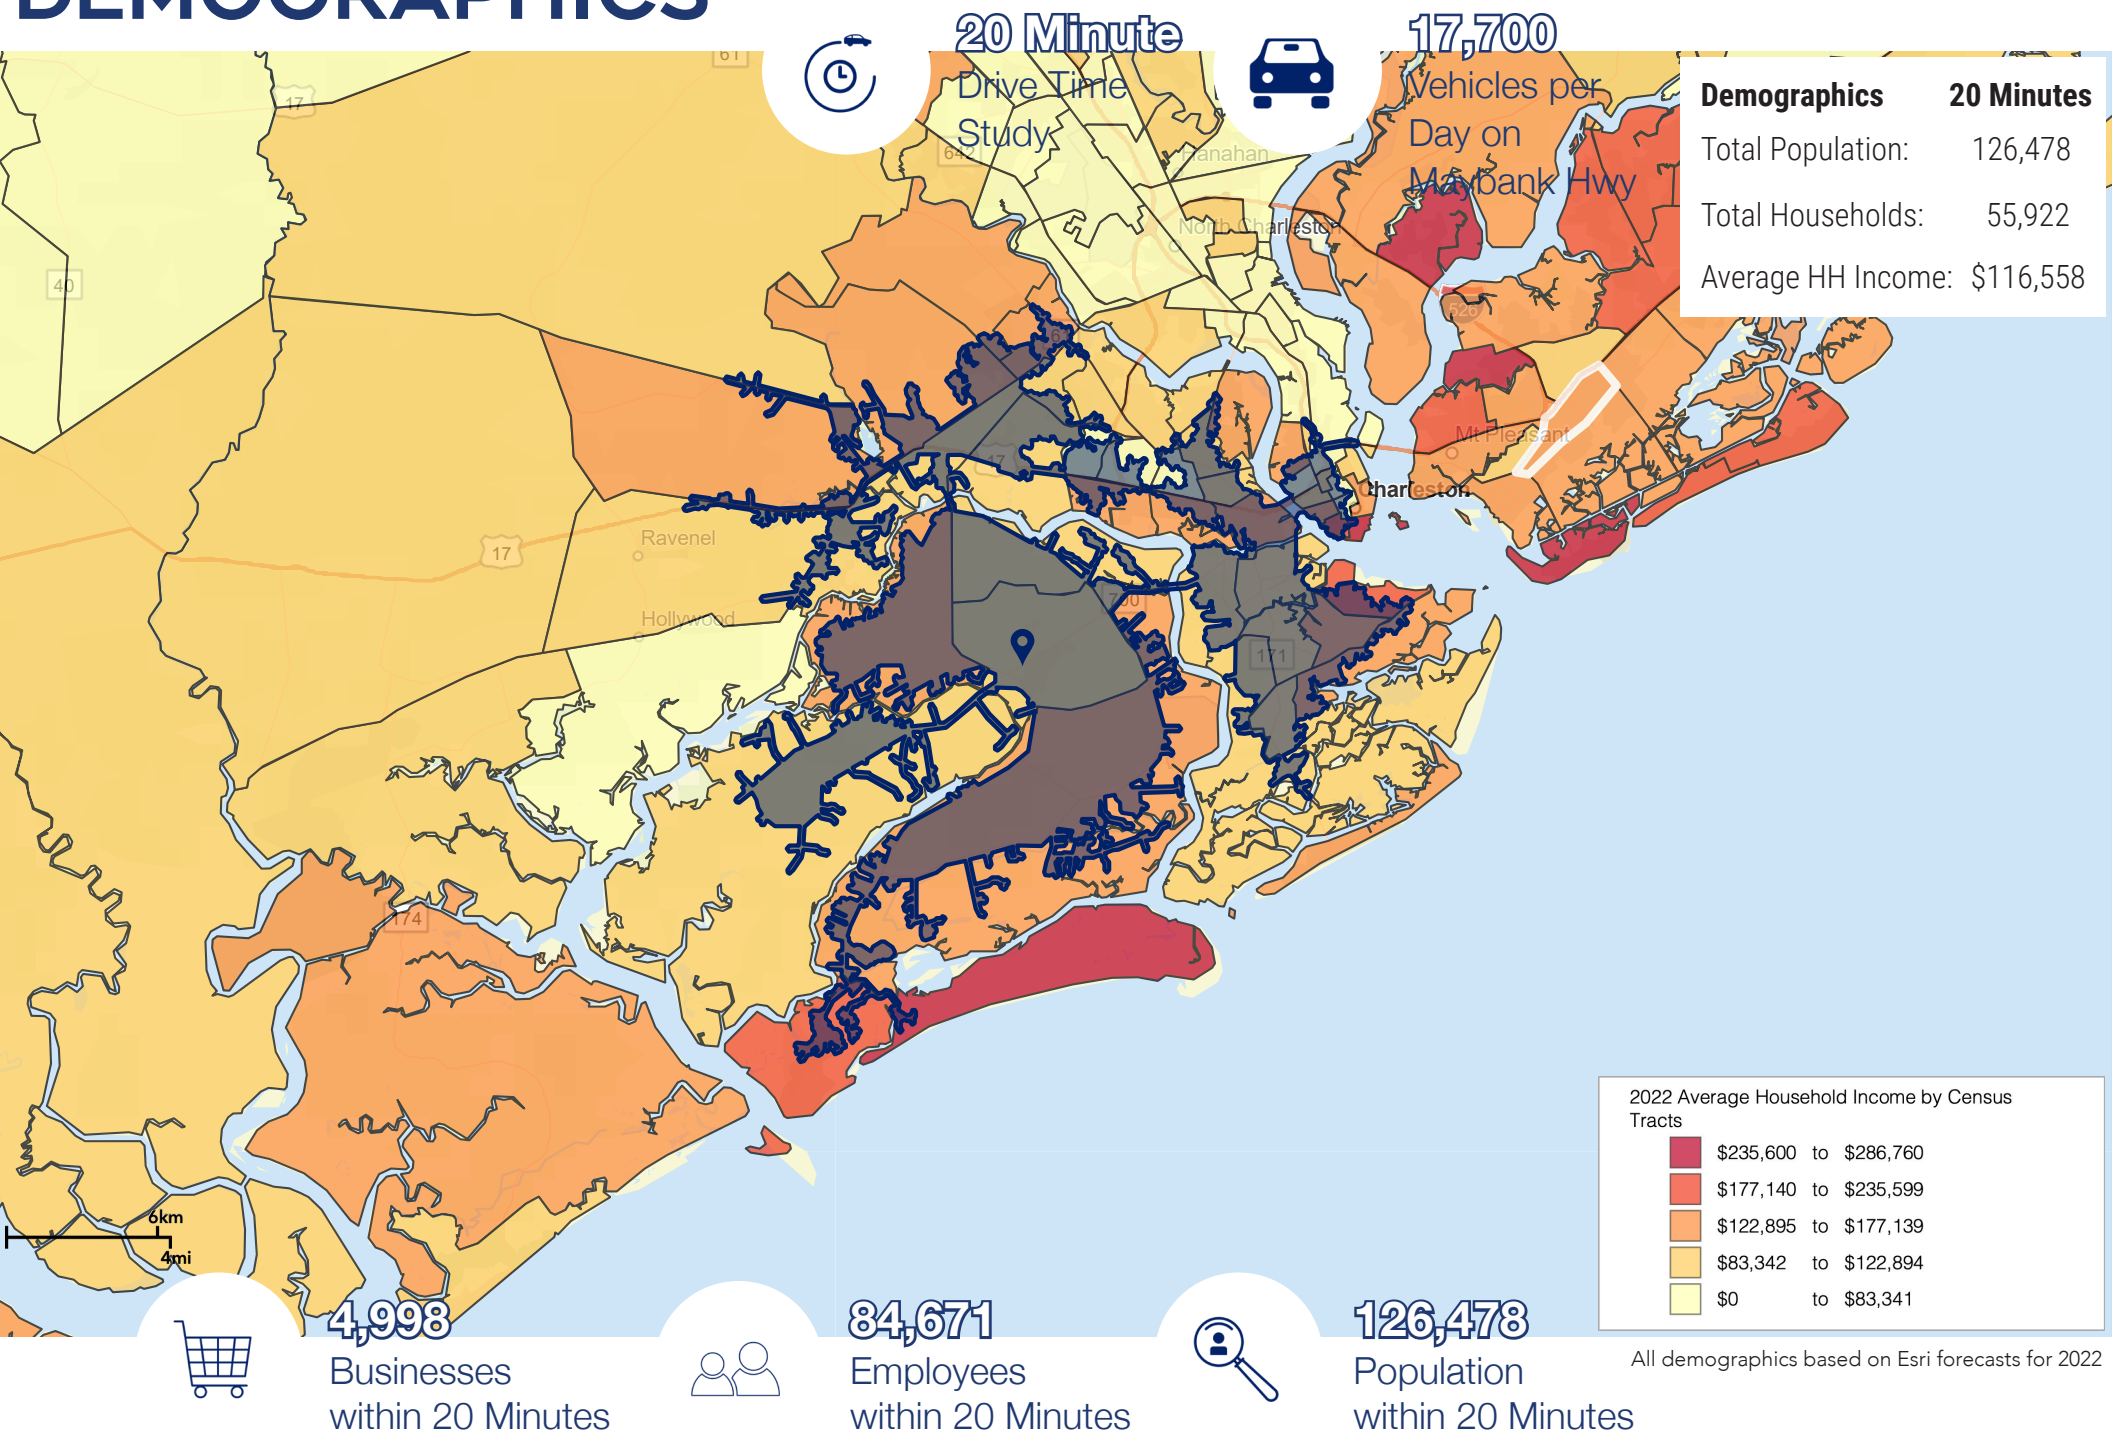 DEMOGRAPHICS
20 Minute
Drive Time
Study
17,700
Vehicles per
Day on
Maybank Hwy
Demographics 20 Minutes
Total Population: 126,478
Total Households: 55,922
Average HH Income: $116,558
61
17
642
Hanahan
North Charleston
40
526
61
Mt Pleasant
17
Charleston
Ravenel
17
Hollywood
700
171
174
6km
4mi
2022 Average Household Income by Census
Tracts
$235,600 to $286,760
$177,140 to $235,599
$122,895 to $177,139
$83,342 to $122,894
$0 to $83,341
All demographics based on Esri forecasts for 2022
4,998
Businesses
within 20 Minutes
84,671
Employees
within 20 Minutes
126,478
Population
within 20 Minutes